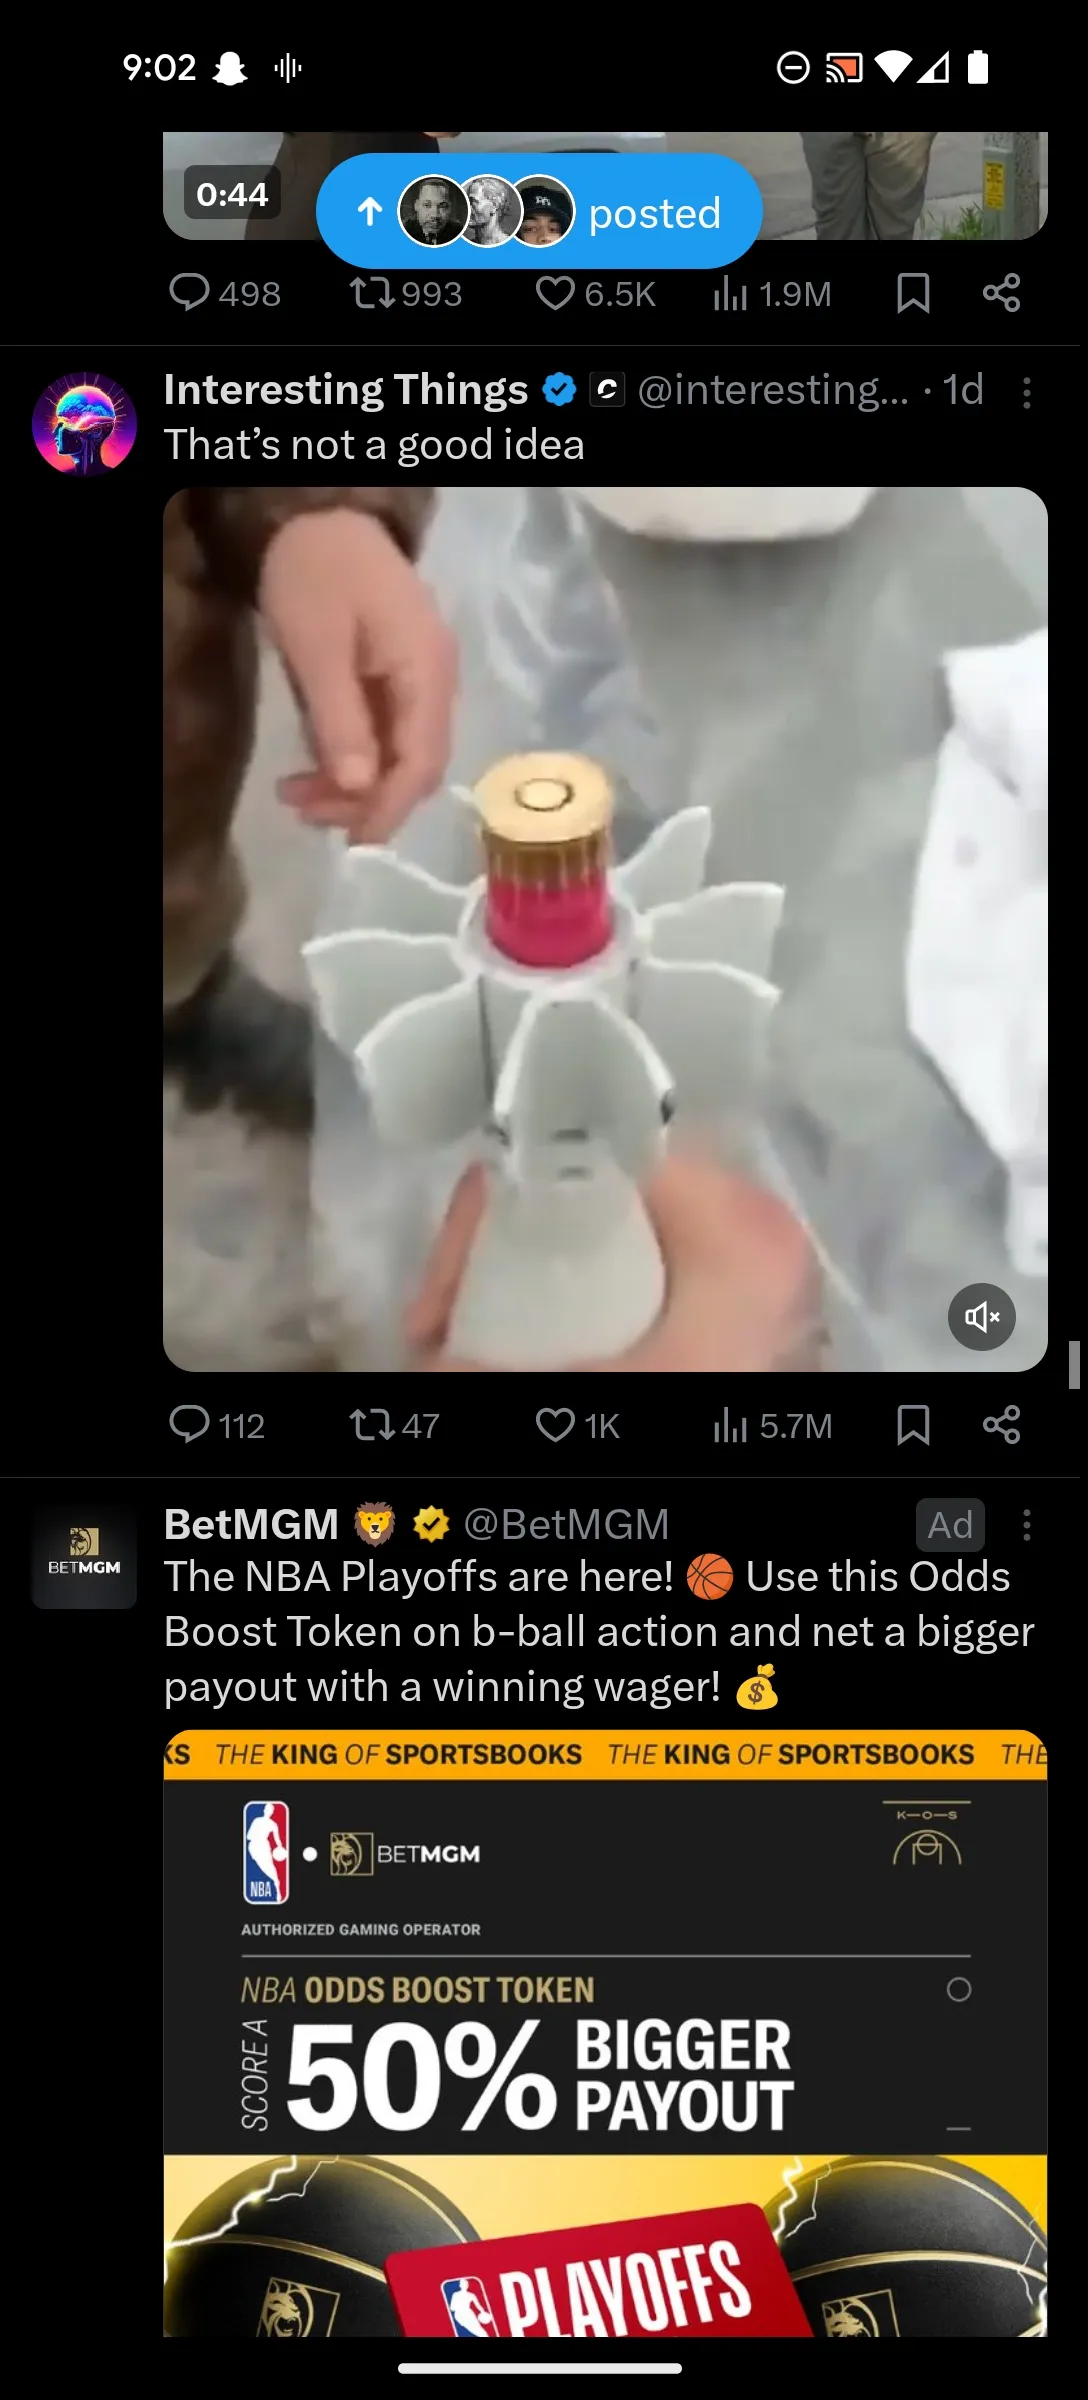 9:02
0:44
posted
498 993 6.5K 1.9M
Interesting Things @interesting... · 1d
That’s not a good idea
112 47 1K 5.7M
BetMGM 🦁 @BetMGM Ad
BETMGM
The NBA Playoffs are here! 🏀 Use this Odds
Boost Token on b-ball action and net a bigger
payout with a winning wager! 💰
KS THE KING OF SPORTSBOOKS THE KING OF SPORTSBOOKS THE
K—O—S
NBA • BETMGM
AUTHORIZED GAMING OPERATOR
NBA ODDS BOOST TOKEN
SCORE A 50% BIGGER
PAYOUT
PLAYOFFS